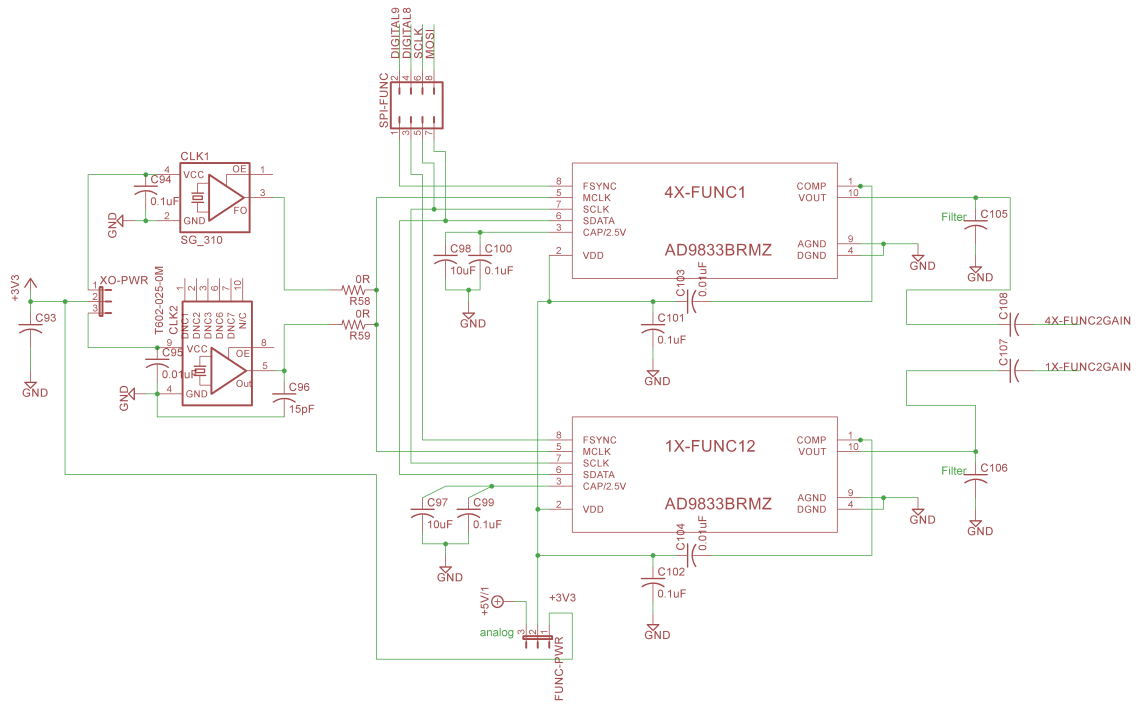 DIGITAL9
DIGITAL8
SCLK
MOSI
2
4
6
8
SPI-FUNC
1
3
5
7
CLK1
4
VCC
OE
1
C94
0.1uF
3
FO
2
GND
GND
SG_310
+3V3
C93
GND
XO-PWR
1
2
3
T602-025-0M
CLK2
1
2
3
6
7
10
DNC1
DNC2
DNC3
DNC6
DNC7
N/C
9
VCC
OE
8
C95
0.01uF
5
Out
4
GND
GND
C96
15pF
0R
R58
0R
R59
8
FSYNC
5
MCLK
7
SCLK
6
SDATA
3
CAP/2.5V
2
VDD
4X-FUNC1
AD9833BRMZ
COMP
1
VOUT
10
AGND
9
DGND
4
GND
C98
10uF
C100
0.1uF
GND
C103
0.01uF
C101
0.1uF
GND
Filter
C105
GND
C108
4X-FUNC2GAIN
C107
1X-FUNC2GAIN
8
FSYNC
5
MCLK
7
SCLK
6
SDATA
3
CAP/2.5V
2
VDD
1X-FUNC12
AD9833BRMZ
COMP
1
VOUT
10
AGND
9
DGND
4
GND
Filter
C106
GND
C97
10uF
C99
0.1uF
GND
C104
0.01uF
C102
0.1uF
GND
+5V/1
+3V3
analog
3
2
1
FUNC-PWR